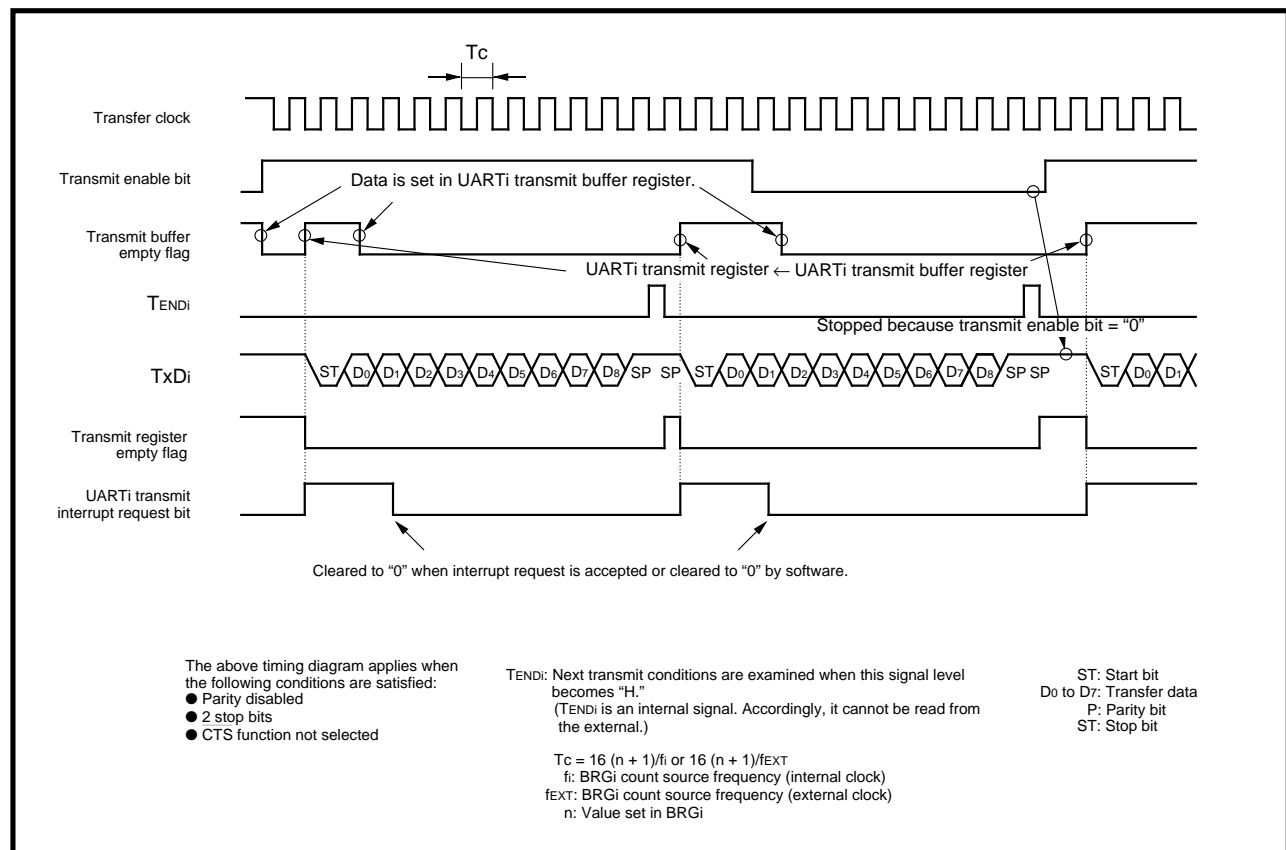 Tc
Transfer clock
Transmit enable bit
Data is set in UARTi transmit buffer register.
Transmit buffer
empty flag
UARTi transmit register ← UARTi transmit buffer register
TENDi
Stopped because transmit enable bit = “0”
TxDi
ST D0 D1 D2 D3 D4 D5 D6 D7 D8 SP SP ST D0 D1 D2 D3 D4 D5 D6 D7 D8 SP SP ST D0 D1
Transmit register
empty flag
UARTi transmit
interrupt request bit
Cleared to “0” when interrupt request is accepted or cleared to “0” by software.
The above timing diagram applies when
the following conditions are satisfied:
● Parity disabled
● 2 stop bits
● CTS function not selected
TENDi: Next transmit conditions are examined when this signal level
becomes “H.”
(TENDi is an internal signal. Accordingly, it cannot be read from
the external.)
Tc = 16 (n + 1)/fi or 16 (n + 1)/fEXT
fi: BRGi count source frequency (internal clock)
fEXT: BRGi count source frequency (external clock)
n: Value set in BRGi
ST: Start bit
D0 to D7: Transfer data
P: Parity bit
ST: Stop bit